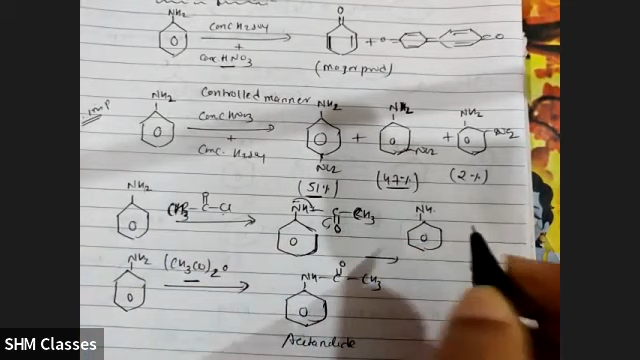 NH2 conc H2SO4 O
+ + O O
conc. HNO3 (major prod)
Controlled manner
imp NH2 conc HNO3 NH2 NH2 NH2
+ + + NO2
conc. H2SO4 NO2 NO2
(51%) (47%) (2%)
NH2 CH3-C-Cl O NH-C-CH3 O NH
NH2 (CH3CO)2O NH-C-CH3 O
Acetanilide
SHM Classes